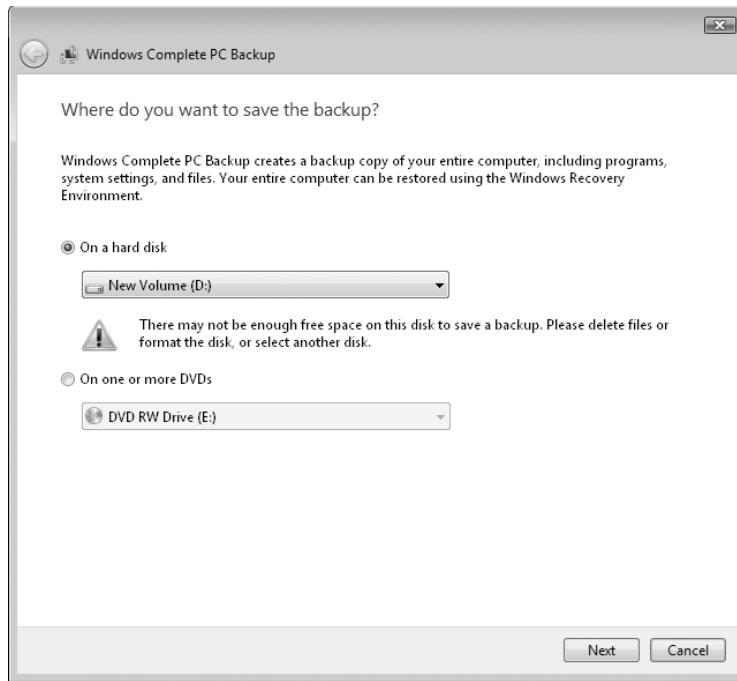 Windows Complete PC Backup
Where do you want to save the backup?
Windows Complete PC Backup creates a backup copy of your entire computer, including programs,
system settings, and files. Your entire computer can be restored using the Windows Recovery
Environment.
On a hard disk
New Volume (D:)
There may not be enough free space on this disk to save a backup. Please delete files or
format the disk, or select another disk.
On one or more DVDs
DVD RW Drive (E:)
Next Cancel